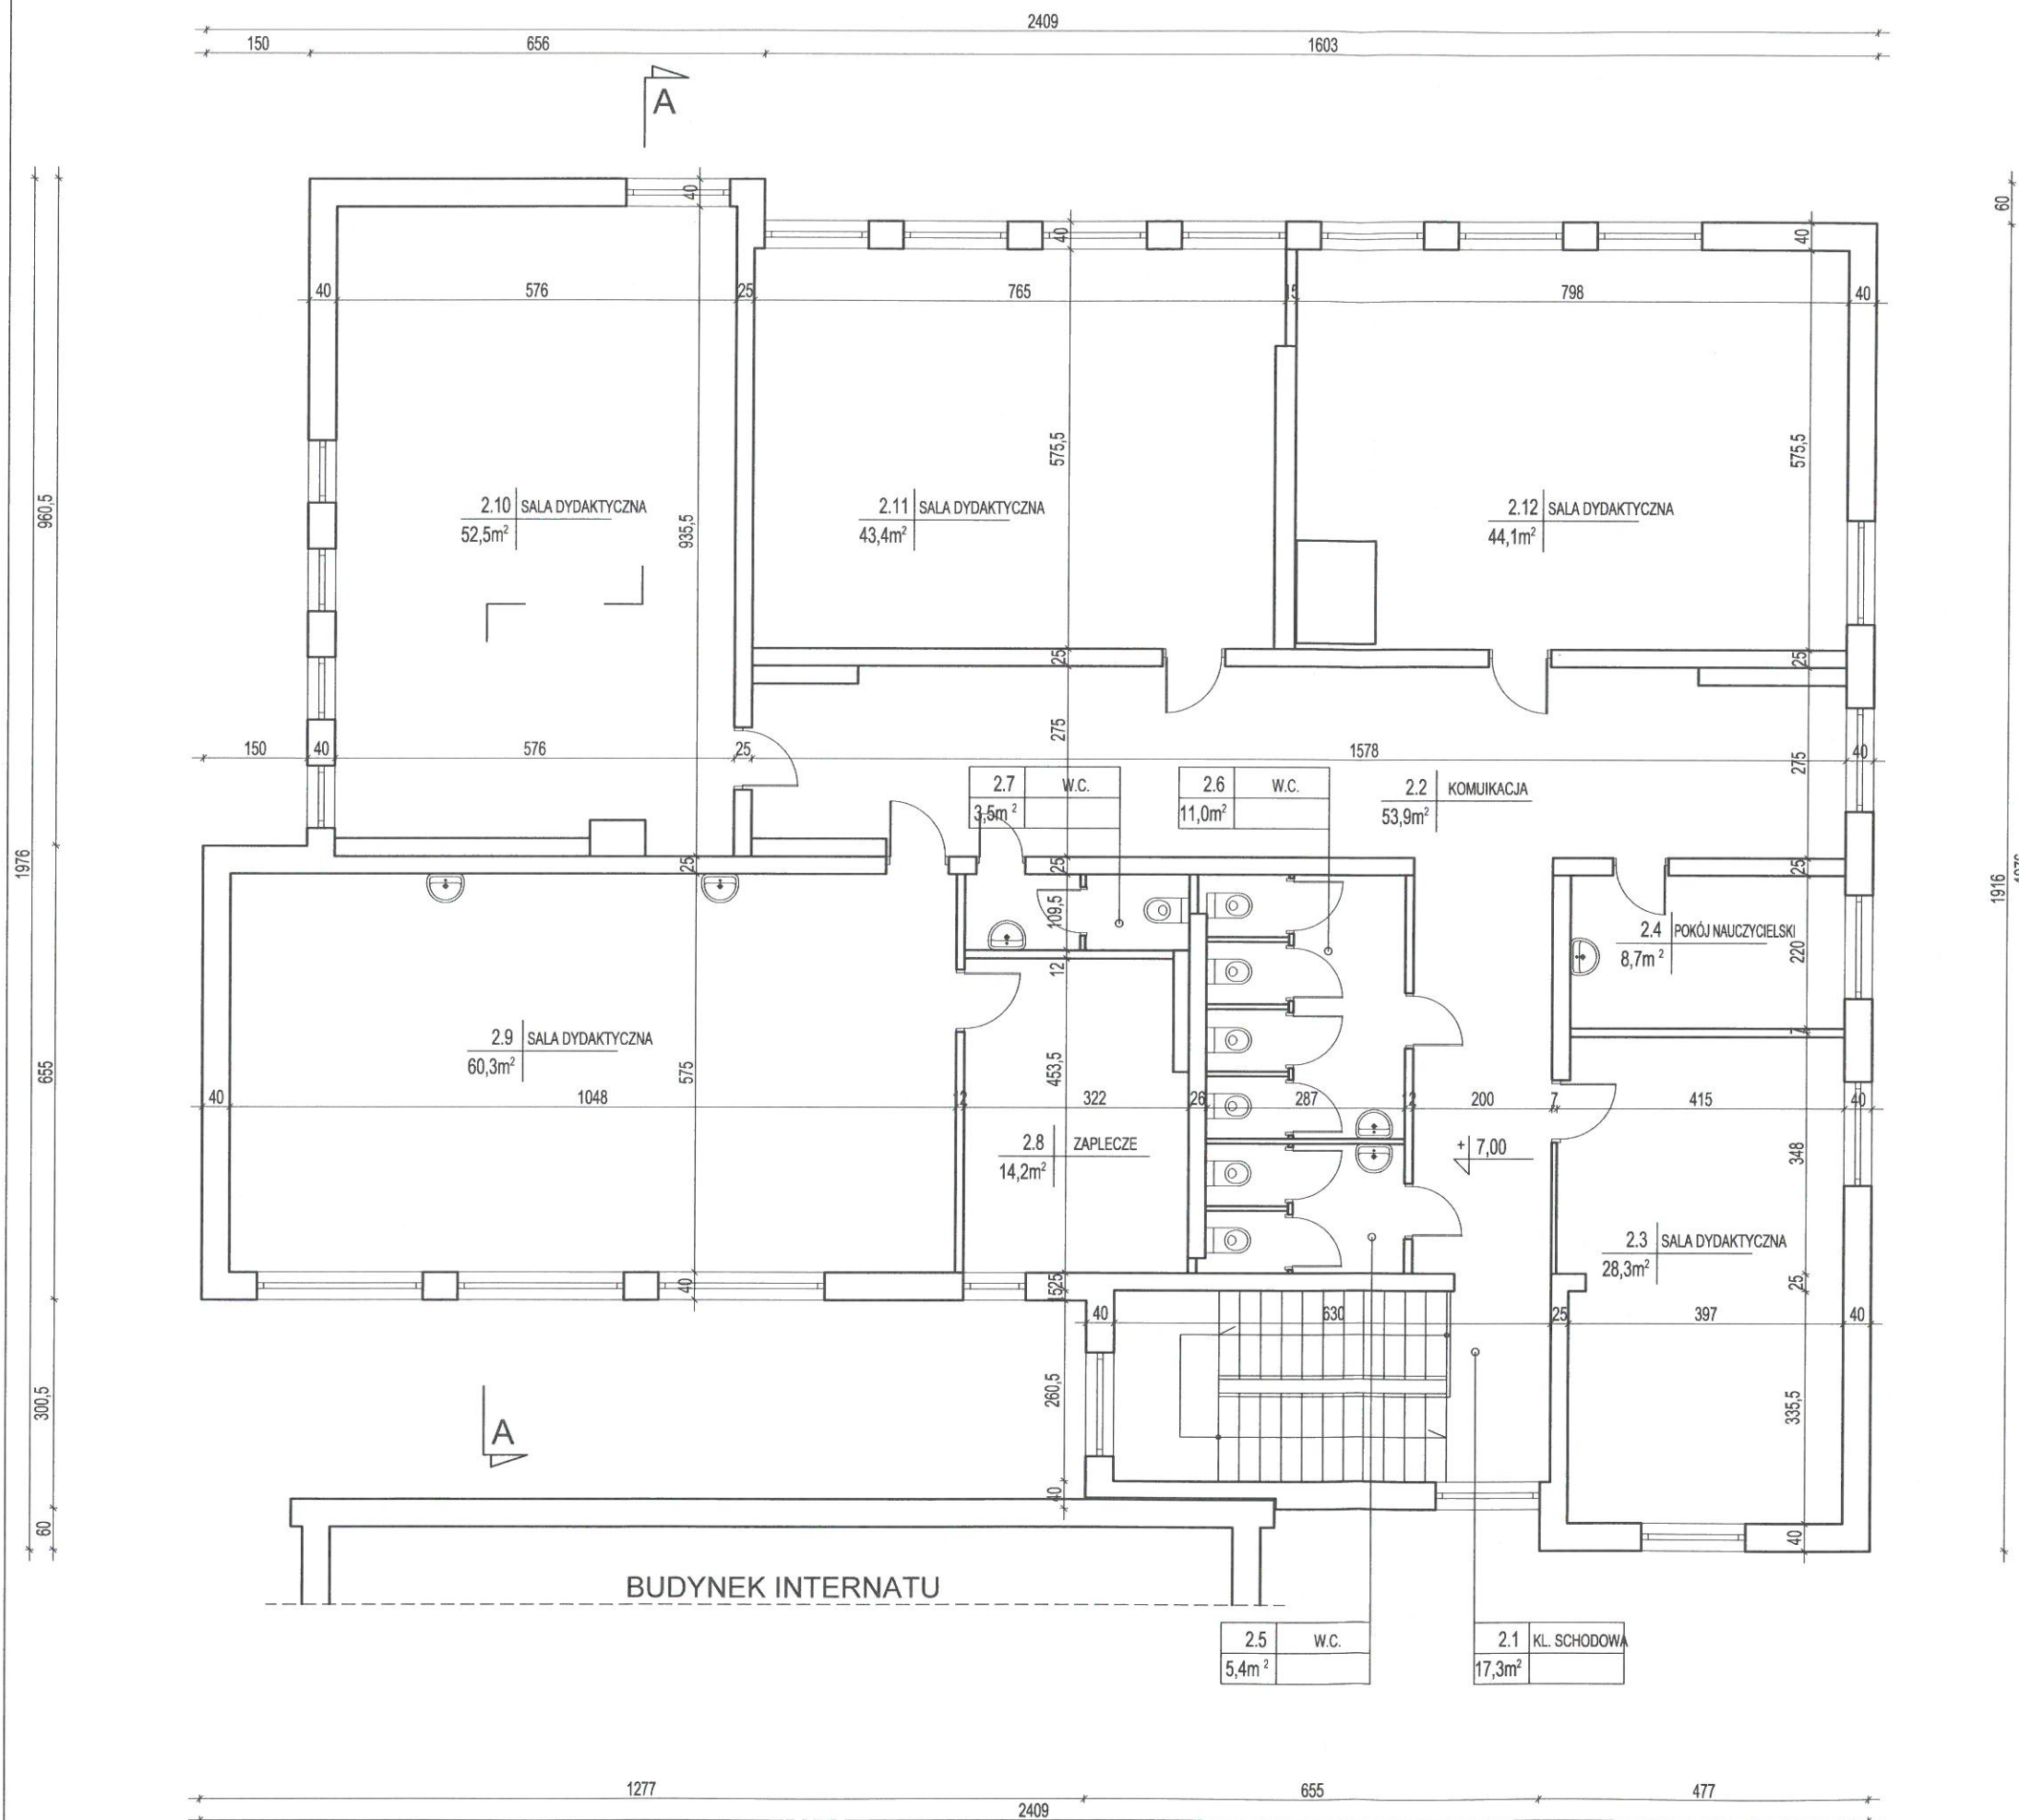 2409
150 656 1603
A
60
40
40 40
40 576 25 765 15 798 40
960,5
575,5 575,5
2.10 SALA DYDAKTYCZNA
52,5m²
2.11 SALA DYDAKTYCZNA
43,4m²
2.12 SALA DYDAKTYCZNA
44,1m²
935,5
25 25
275 275
150 40 576 25 1578 40
2.7 W.C.
3,5m²
2.6 W.C.
11,0m²
2.2 KOMUIKACJA
53,9m²
1976
25 25 25
1916
109,5
2.4 POKÓJ NAUCZYCIELSKI
8,7m²
220
12
7
2.9 SALA DYDAKTYCZNA
60,3m²
655
575
453,5
40 1048 12 322 26 287 12 200 7 415 40
2.8 ZAPLECZE
14,2m²
+ 7,00
348
2.3 SALA DYDAKTYCZNA
28,3m²
40
25
15
25
40 630 25 397 40
300,5
260,5
335,5
A
40
60
40
BUDYNEK INTERNATU
2.5 W.C.
5,4m²
2.1 KL. SCHODOWA
17,3m²
1277 655 477
2409